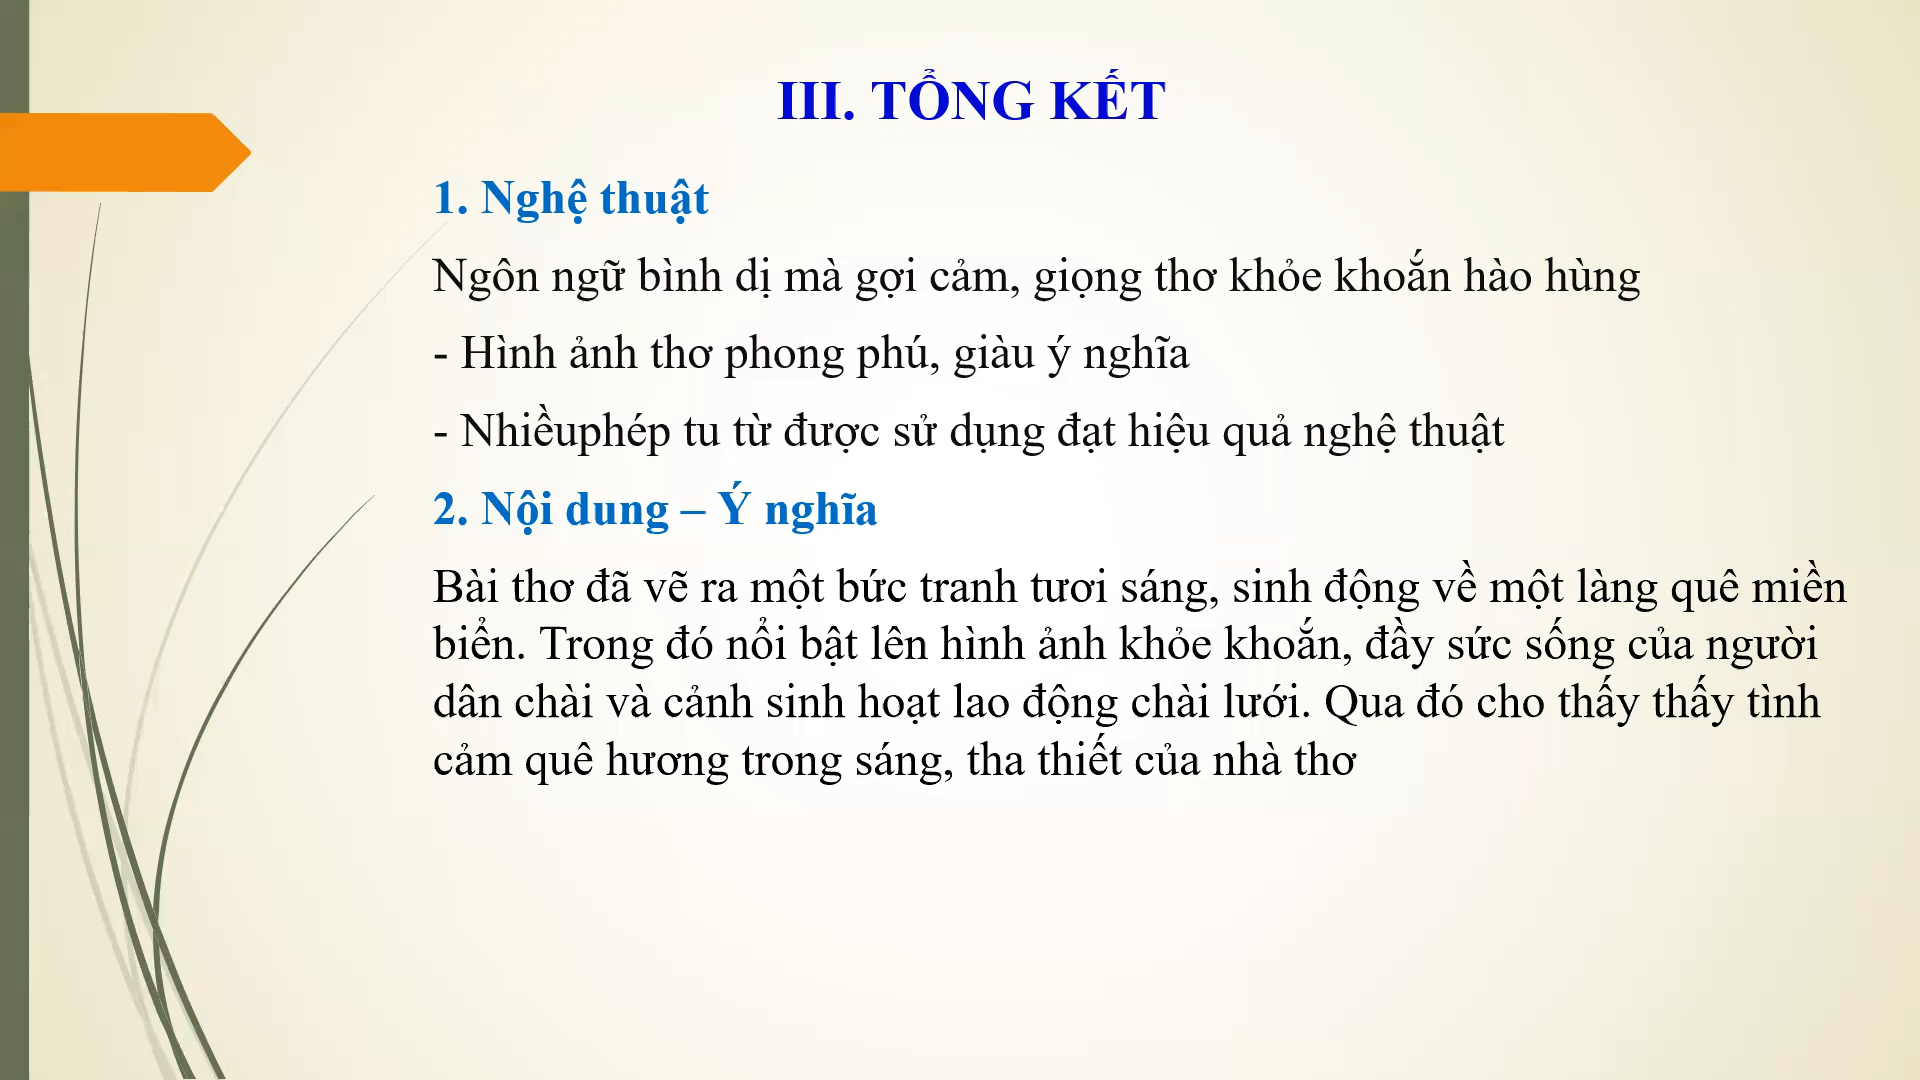 III. TỔNG KẾT
1. Nghệ thuật
Ngôn ngữ bình dị mà gợi cảm, giọng thơ khỏe khoắn hào hùng
- Hình ảnh thơ phong phú, giàu ý nghĩa
- Nhiềuphép tu từ được sử dụng đạt hiệu quả nghệ thuật
2. Nội dung – Ý nghĩa
Bài thơ đã vẽ ra một bức tranh tươi sáng, sinh động về một làng quê miền
biển. Trong đó nổi bật lên hình ảnh khỏe khoắn, đầy sức sống của người
dân chài và cảnh sinh hoạt lao động chài lưới. Qua đó cho thấy thấy tình
cảm quê hương trong sáng, tha thiết của nhà thơ